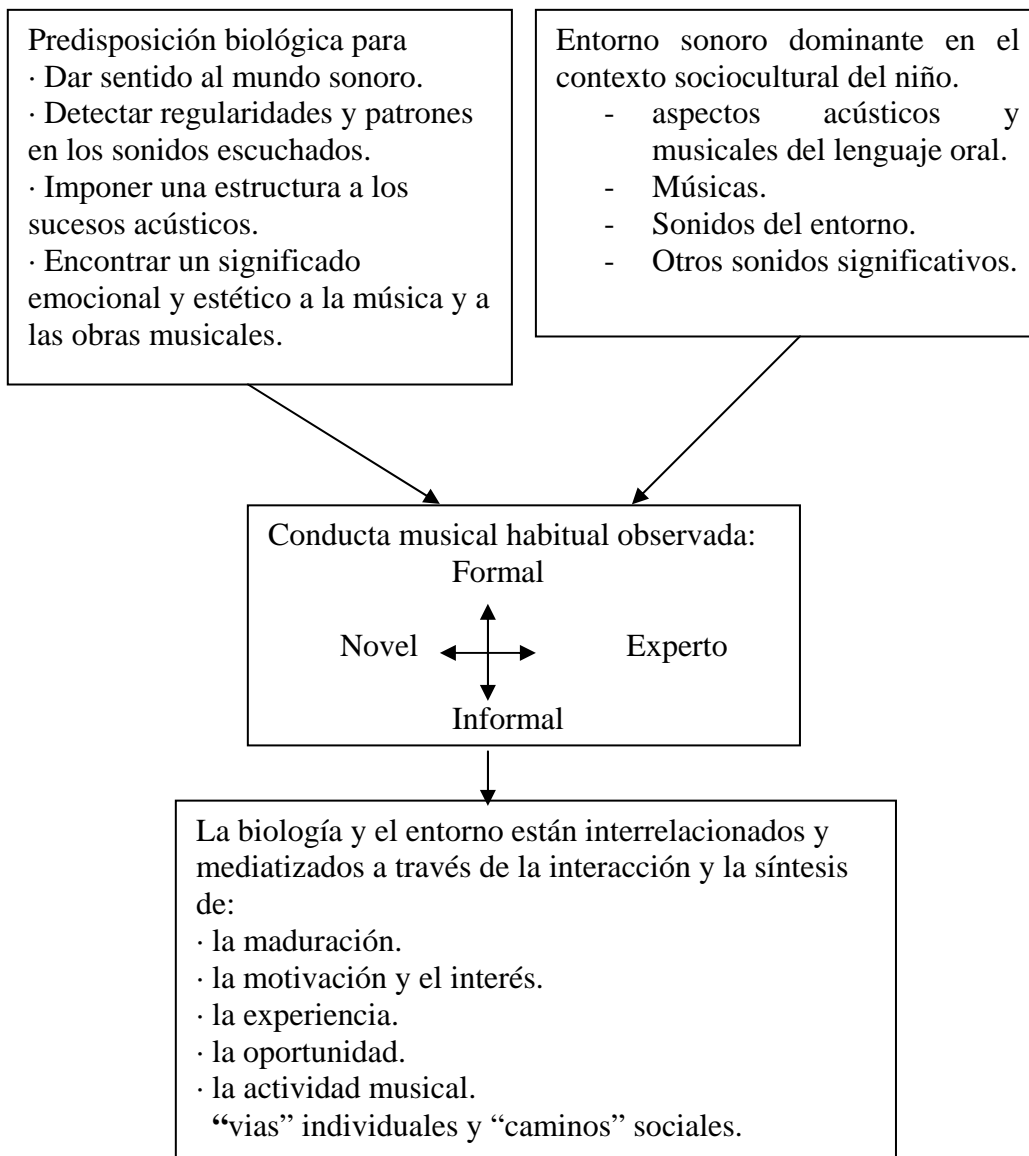 Predisposición biológica para
· Dar sentido al mundo sonoro.
· Detectar regularidades y patrones
en los sonidos escuchados.
· Imponer una estructura a los
sucesos acústicos.
· Encontrar un significado
emocional y estético a la música y a
las obras musicales.
Entorno sonoro dominante en el
contexto sociocultural del niño.
- aspectos acústicos y
musicales del lenguaje oral.
- Músicas.
- Sonidos del entorno.
- Otros sonidos significativos.
Conducta musical habitual observada:
Formal
Novel Experto
Informal
La biología y el entorno están interrelacionados y
mediatizados a través de la interacción y la síntesis
de:
· la maduración.
· la motivación y el interés.
· la experiencia.
· la oportunidad.
· la actividad musical.
“vias” individuales y “caminos” sociales.